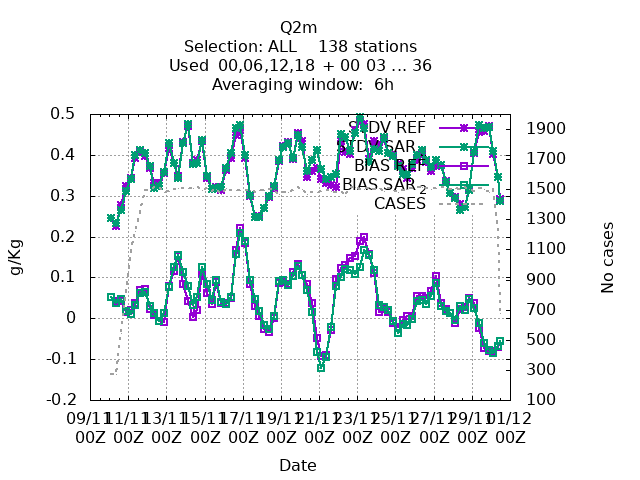 Q2m
Selection: ALL    138 stations
Used  00,06,12,18 + 00 03 ... 36
Averaging window:  6h
0.5
0.4
0.3
0.2
0.1
0
-0.1
-0.2
g/Kg
STDV REF
STDV SAR_2
BIAS REF
BIAS SAR_2
CASES
1900
1700
1500
1300
1100
900
700
500
300
100
No cases
09/11 11/11 13/11 15/11 17/11 19/11 21/11 23/11 25/11 27/11 29/11 01/12
00Z 00Z 00Z 00Z 00Z 00Z 00Z 00Z 00Z 00Z 00Z 00Z
Date